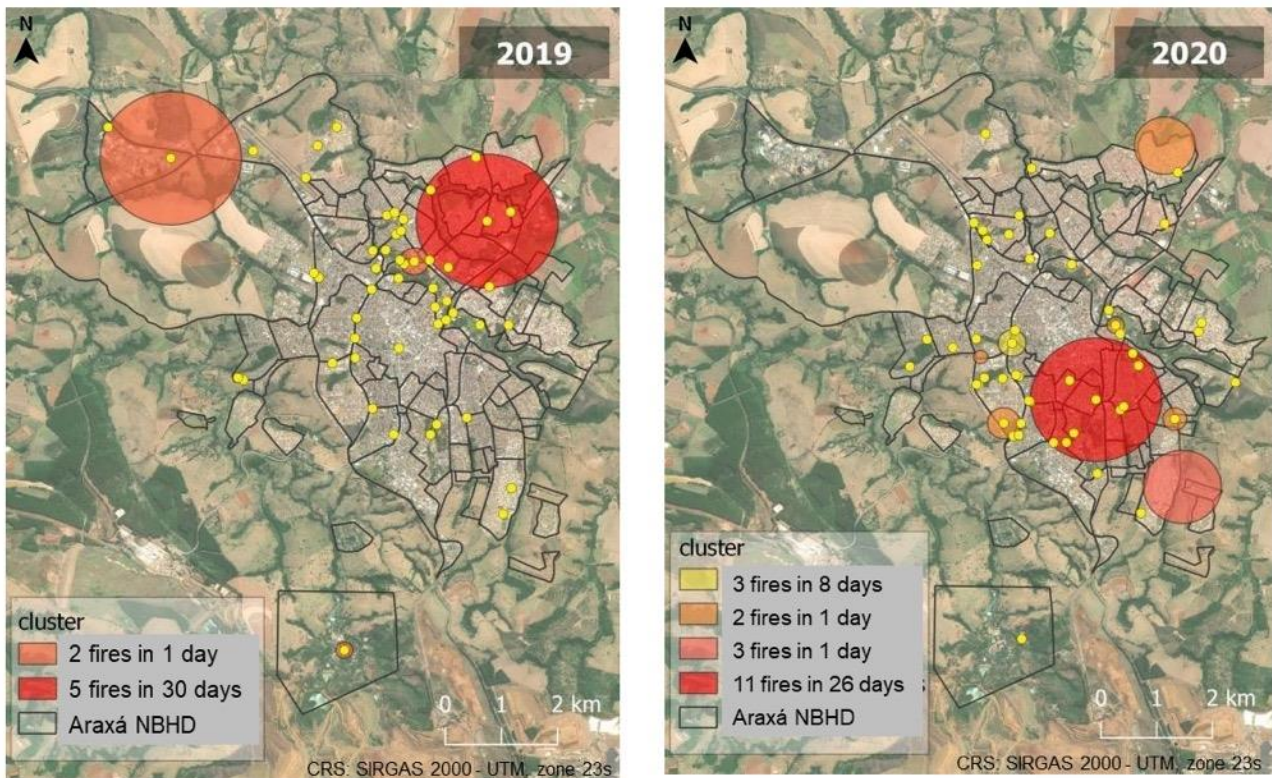 N
2019
cluster
2 fires in 1 day
5 fires in 30 days
Araxá NBHD
0 1 2 km
CRS: SIRGAS 2000 - UTM, zone 23s
N
2020
cluster
3 fires in 8 days
2 fires in 1 day
3 fires in 1 day
11 fires in 26 days s
Araxá NBHD
0 1 2 km
CRS: SIRGAS 2000 - UTM, zone 23s